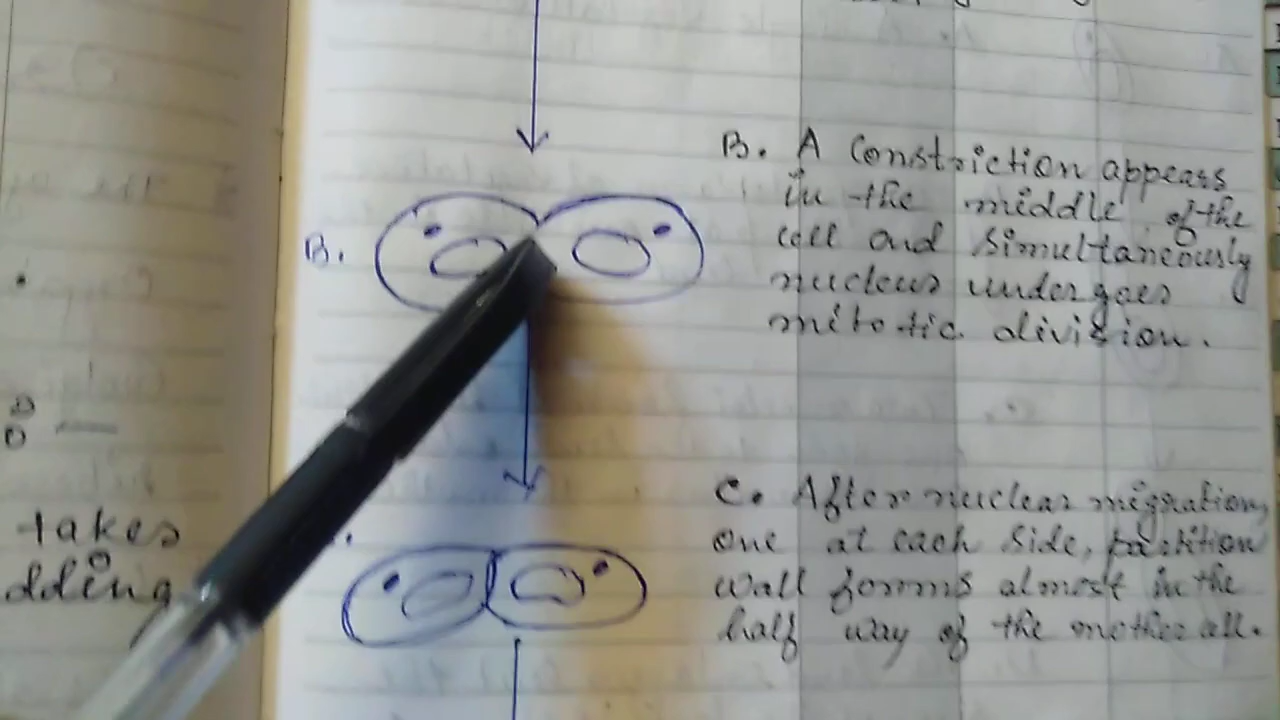 B. A Constriction appears
in the middle of the
cell and simultaneously
nucleus undergoes
mitotic division.
B.
C. After nuclear migration,
one at each side, partition
wall forms almost in the
half way of the mother cell.
takes
dding